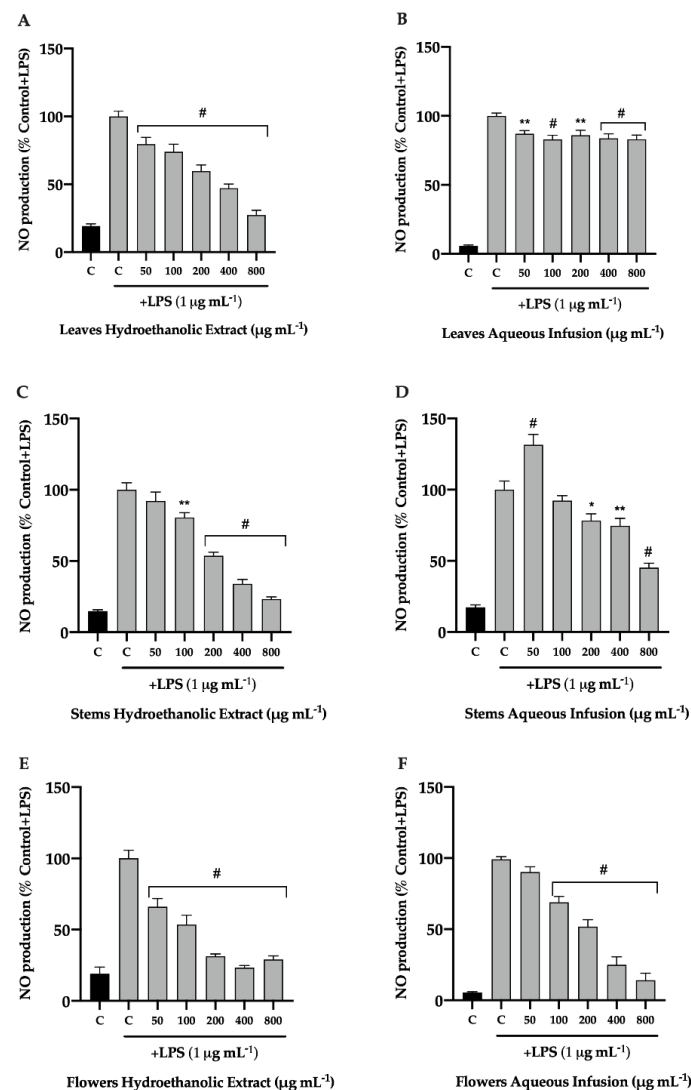 A
NO production (% Control+LPS)
150
100
50
0
#
C C 50 100 200 400 800
+LPS (1 µg mL-1)
Leaves Hydroethanolic Extract (µg mL-1)
B
NO production (% Control+LPS)
150
100
50
0
** # ** #
C C 50 100 200 400 800
+LPS (1 µg mL-1)
Leaves Aqueous Infusion (µg mL-1)
C
NO production (% Control+LPS)
150
100
50
0
** #
C C 50 100 200 400 800
+LPS (1 µg mL-1)
Stems Hydroethanolic Extract (µg mL-1)
D
NO production (% Control+LPS)
150
100
50
0
# * ** #
C C 50 100 200 400 800
+LPS (1 µg mL-1)
Stems Aqueous Infusion (µg mL-1)
E
NO production (% Control+LPS)
150
100
50
0
#
C C 50 100 200 400 800
+LPS (1 µg mL-1)
Flowers Hydroethanolic Extract (µg mL-1)
F
NO production (% Control+LPS)
150
100
50
0
#
C C 50 100 200 400 800
+LPS (1 µg mL-1)
Flowers Aqueous Infusion (µg mL-1)